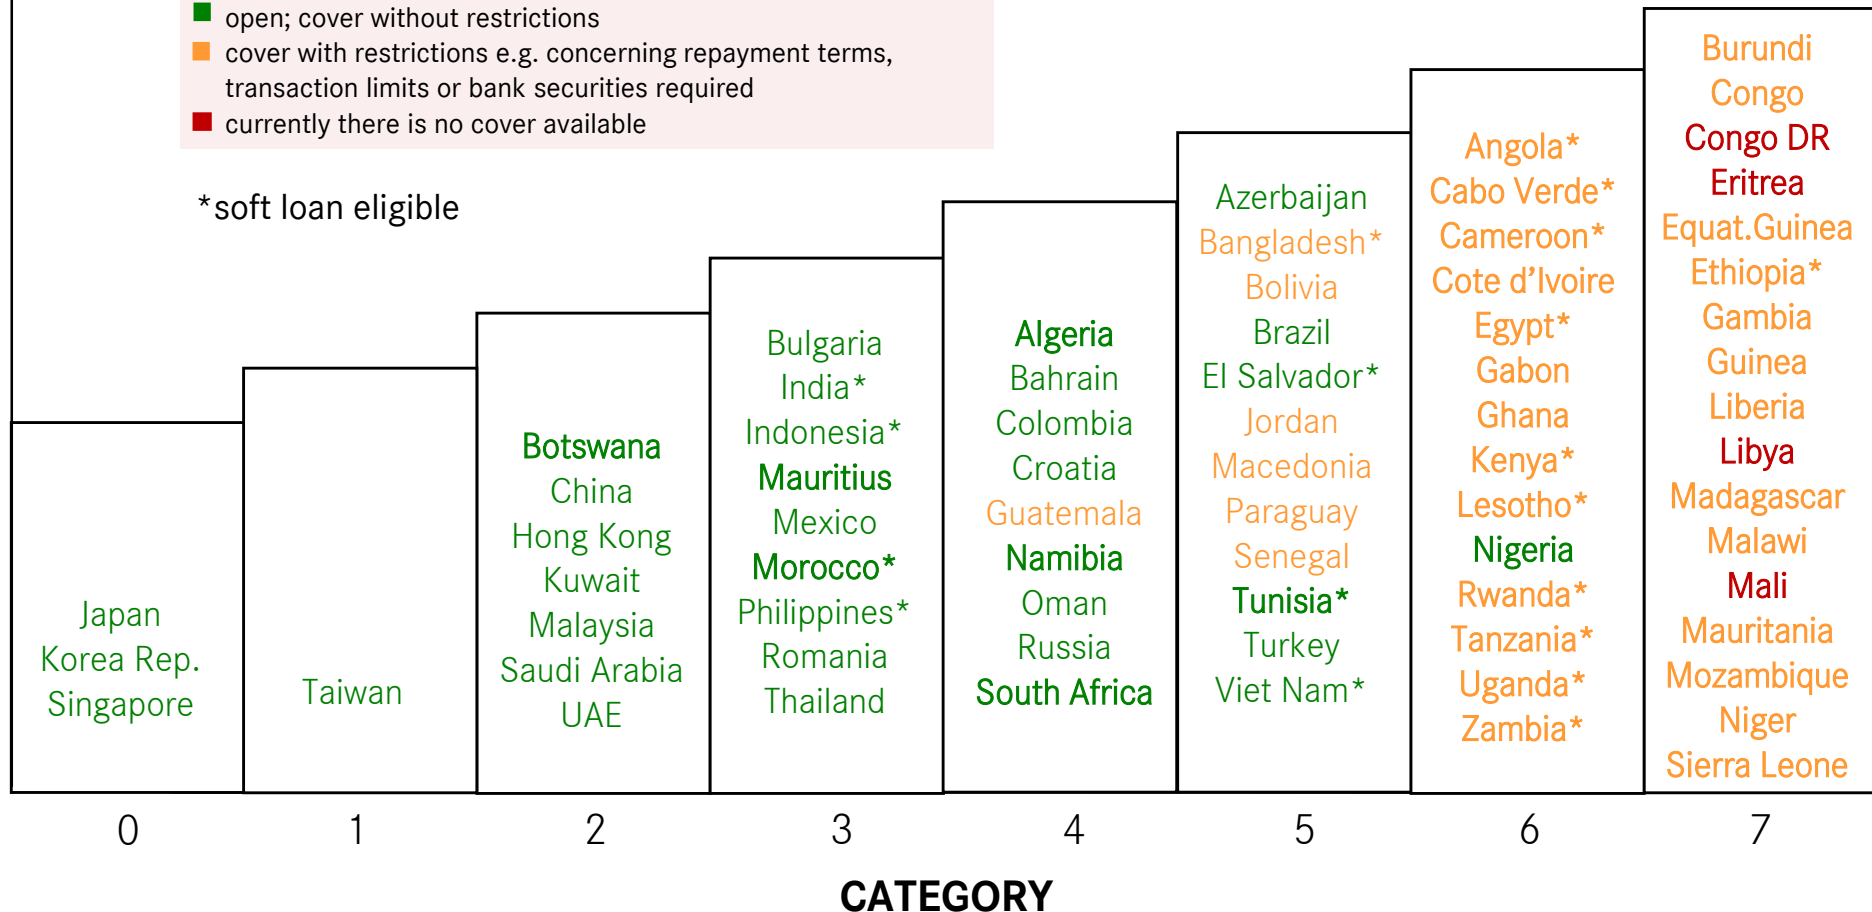 open; cover without restrictions
cover with restrictions e.g. concerning repayment terms,
transaction limits or bank securities required
currently there is no cover available
*soft loan eligible
Japan
Korea Rep.
Singapore
Taiwan
Botswana
China
Hong Kong
Kuwait
Malaysia
Saudi Arabia
UAE
Bulgaria
India*
Indonesia*
Mauritius
Mexico
Morocco*
Philippines*
Romania
Thailand
Algeria
Bahrain
Colombia
Croatia
Guatemala
Namibia
Oman
Russia
South Africa
Azerbaijan
Bangladesh*
Bolivia
Brazil
El Salvador*
Jordan
Macedonia
Paraguay
Senegal
Tunisia*
Turkey
Viet Nam*
Angola*
Cabo Verde*
Cameroon*
Cote d’Ivoire
Egypt*
Gabon
Ghana
Kenya*
Lesotho*
Nigeria
Rwanda*
Tanzania*
Uganda*
Zambia*
Burundi
Congo
Congo DR
Eritrea
Equat.Guinea
Ethiopia*
Gambia
Guinea
Liberia
Libya
Madagascar
Malawi
Mali
Mauritania
Mozambique
Niger
Sierra Leone
0 1 2 3 4 5 6 7
CATEGORY